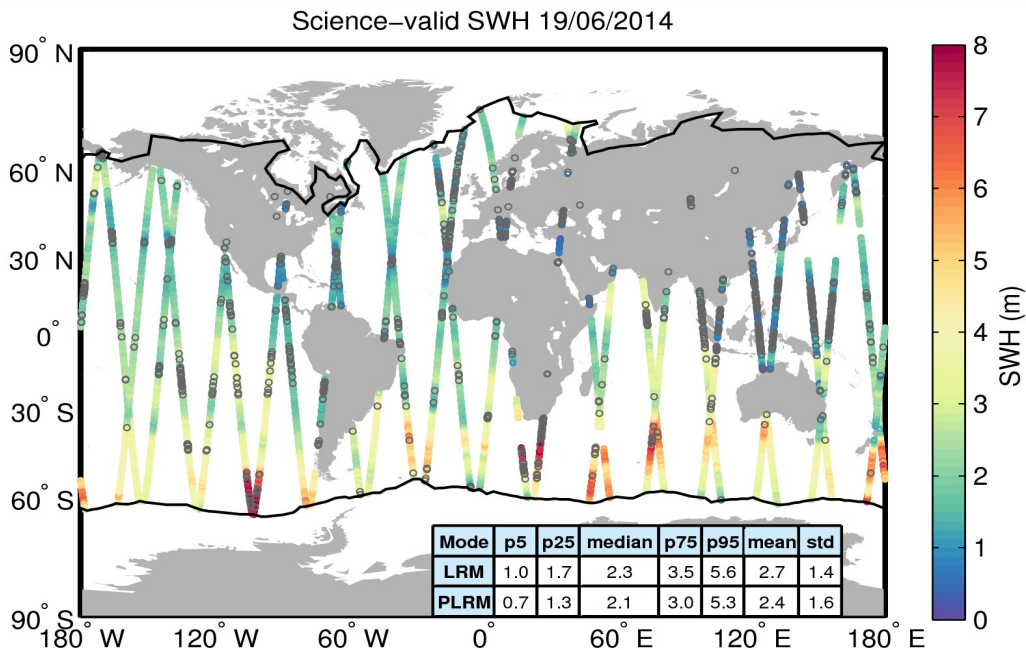 Science−valid SWH 19/06/2014
90° N
60° N
30° N
0°
30° S
60° S
90° S
180° W
120° W
60° W
0°
60° E
120° E
180° E
Mode p5 p25 median p75 p95 mean std
LRM 1.0 1.7 2.3 3.5 5.6 2.7 1.4
PLRM 0.7 1.3 2.1 3.0 5.3 2.4 1.6
8
7
6
5
4
3
2
1
0
SWH (m)